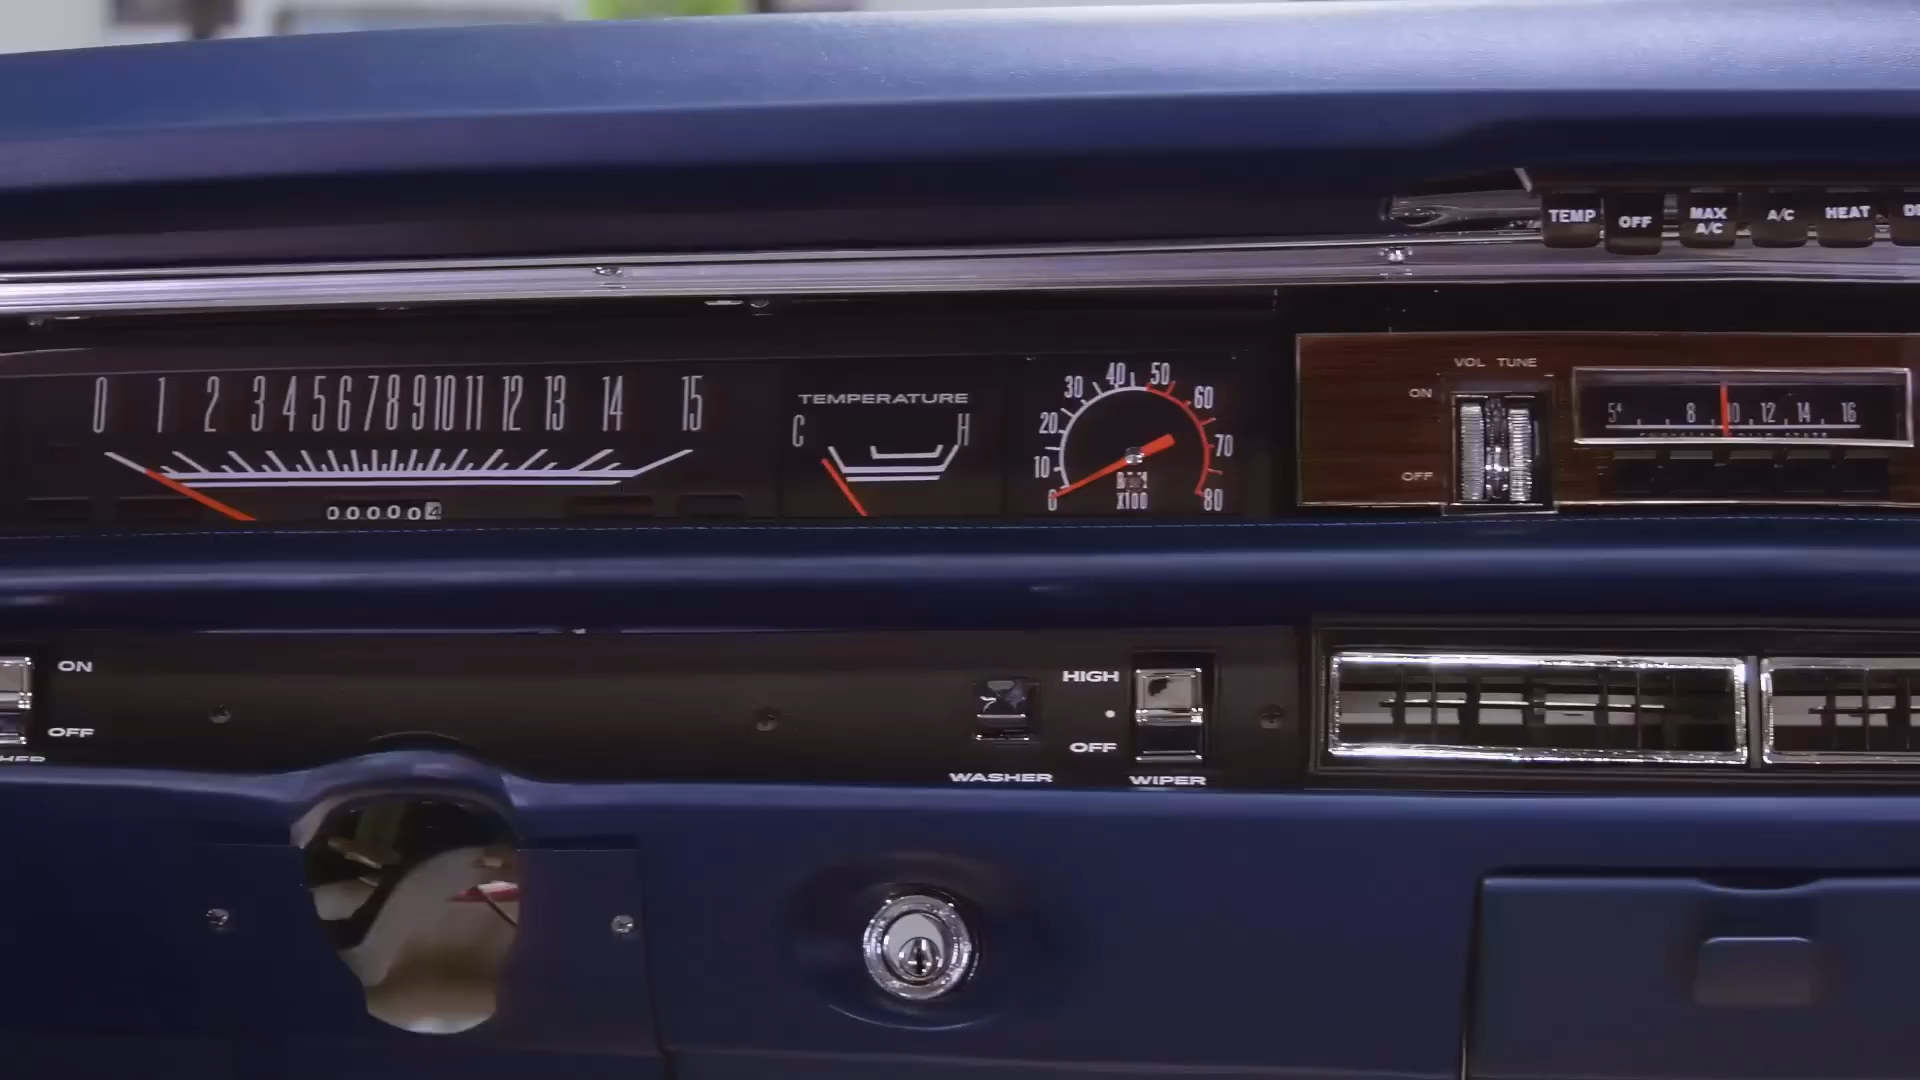 TEMP OFF MAX A/C A/C HEAT
0 1 2 3 4 5 6 7 8 9 10 11 12 13 14 15
00000
TEMPERATURE
C H
0 10 20 30 40 50 60 70 80
X100
VOL TUNE
ON
OFF
8 10 12 14 16
ON
OFF
HIGH
OFF
WASHER
WIPER